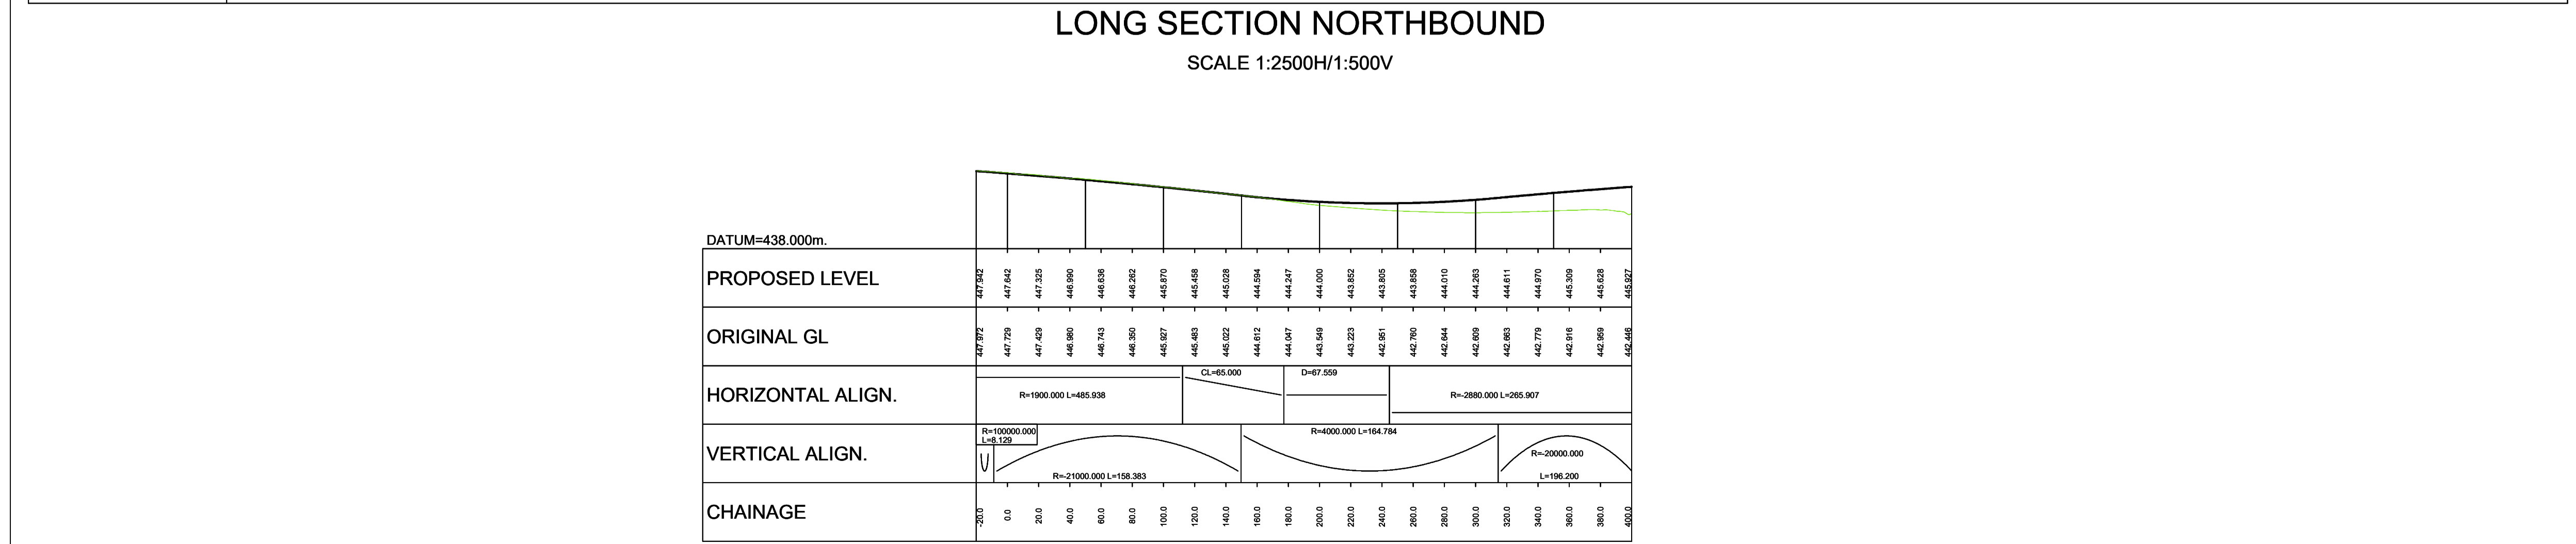 LONG SECTION NORTHBOUND
SCALE 1:2500H/1:500V
DATUM=438.000m.
PROPOSED LEVEL 447.942 447.642 447.325 446.990 446.636 446.262 445.870 445.458 445.028 444.594 444.247 444.000 443.852 443.805 443.858 444.010 444.263 444.611 444.970 445.309 445.628 445.927
ORIGINAL GL 447.972 447.729 447.429 446.980 446.743 446.350 445.927 445.483 445.022 444.612 444.047 443.549 443.223 442.951 442.760 442.644 442.609 442.663 442.779 442.916 442.959 442.446
CL=65.000 D=67.559
HORIZONTAL ALIGN. R=1900.000 L=485.938 R=-2880.000 L=265.907
R=100000.000 R=4000.000 L=164.784
L=8.129
VERTICAL ALIGN. R=-20000.000
R=-21000.000 L=158.383 L=196.200
CHAINAGE -20.0 0.0 20.0 40.0 60.0 80.0 100.0 120.0 140.0 160.0 180.0 200.0 220.0 240.0 260.0 280.0 300.0 320.0 340.0 360.0 380.0 400.0